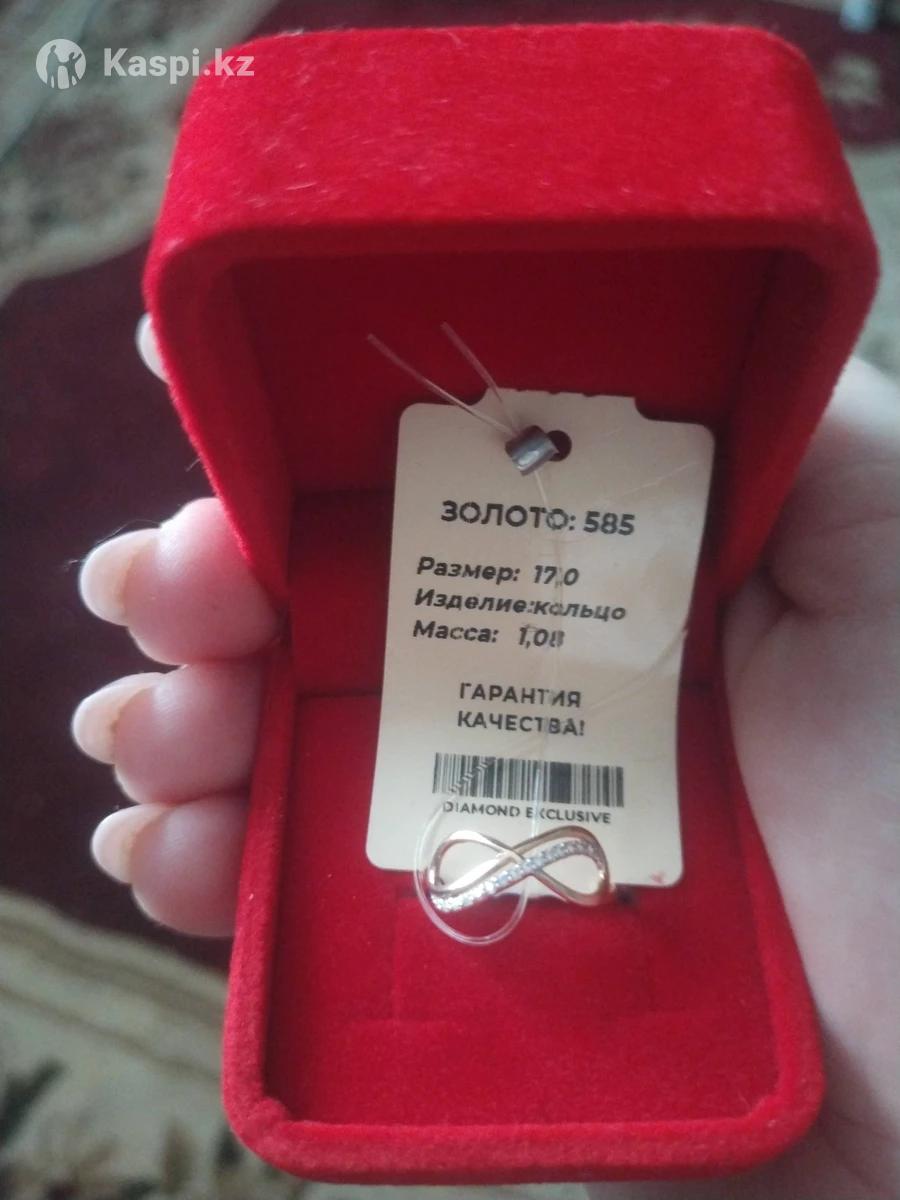 Kaspi.kz
ЗОЛОТО: 585
Размер: 17,0
Изделие:кольцо
Масса: 1,08
ГАРАНТИЯ
КАЧЕСТВА!
DIAMOND EXCLUSIVE